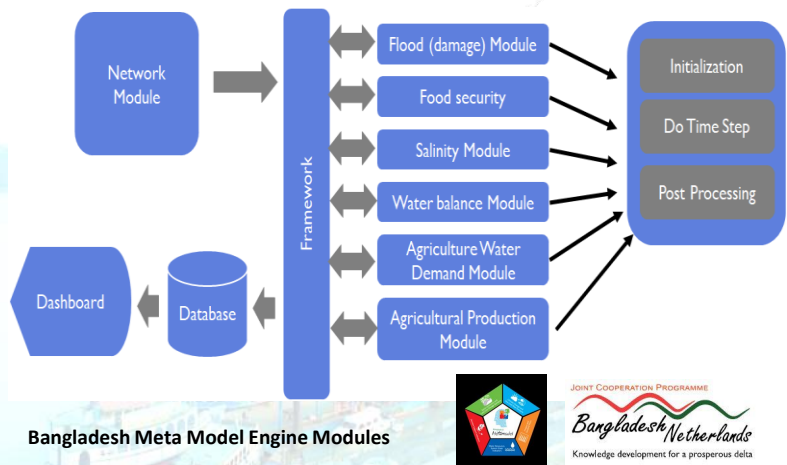 Network
Module
Framework
Flood (damage) Module
Food security
Salinity Module
Water balance Module
Agriculture Water
Demand Module
Agricultural Production
Module
Initialization
Do Time Step
Post Processing
Dashboard
Database
Bangladesh Meta Model Engine Modules
JOINT COOPERATION PROGRAMME
Bangladesh Netherlands
Knowledge development for a prosperous delta